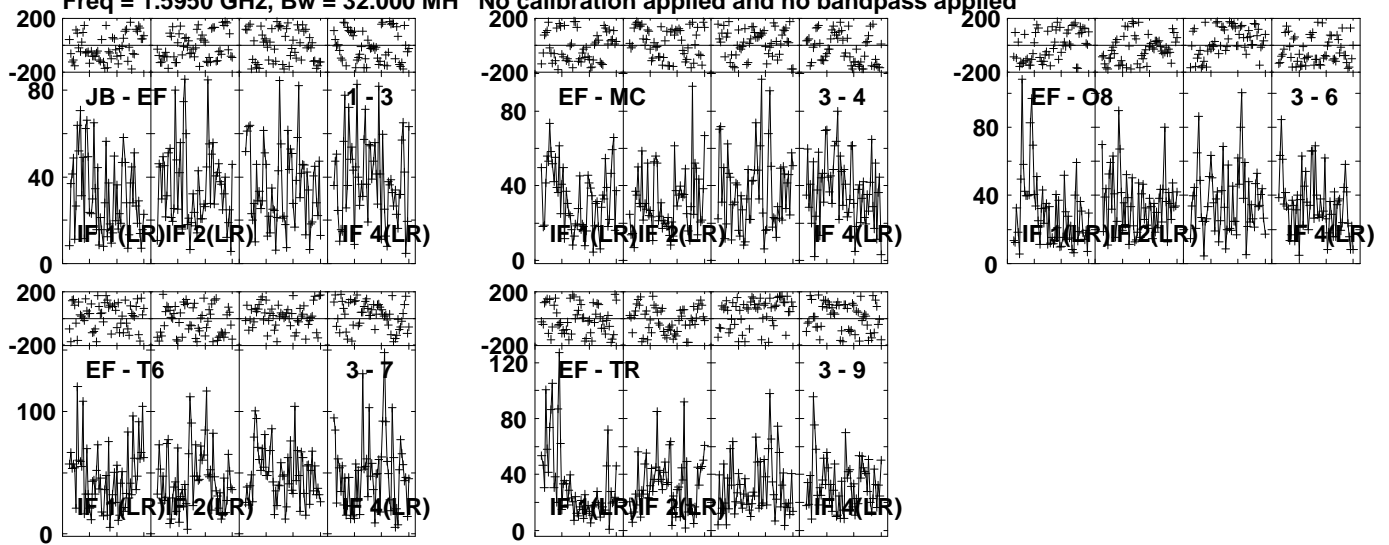 Freq = 1.5950 GHz, Bw = 32.000 MH No calibration applied and no bandpass applied
200
-200
80
40
0
JB - EF
1 - 3
IF 1(LR)
IF 2(LR)
IF 4(LR)
200
-200
80
40
0
EF - MC
3 - 4
IF 1(LR)
IF 2(LR)
IF 4(LR)
200
-200
80
40
0
EF - O8
3 - 6
IF 1(LR)
IF 2(LR)
IF 4(LR)
200
-200
100
0
EF - T6
3 - 7
IF 1(LR)
IF 2(LR)
IF 4(LR)
200
-200
120
80
40
0
EF - TR
3 - 9
IF 1(LR)
IF 2(LR)
IF 4(LR)